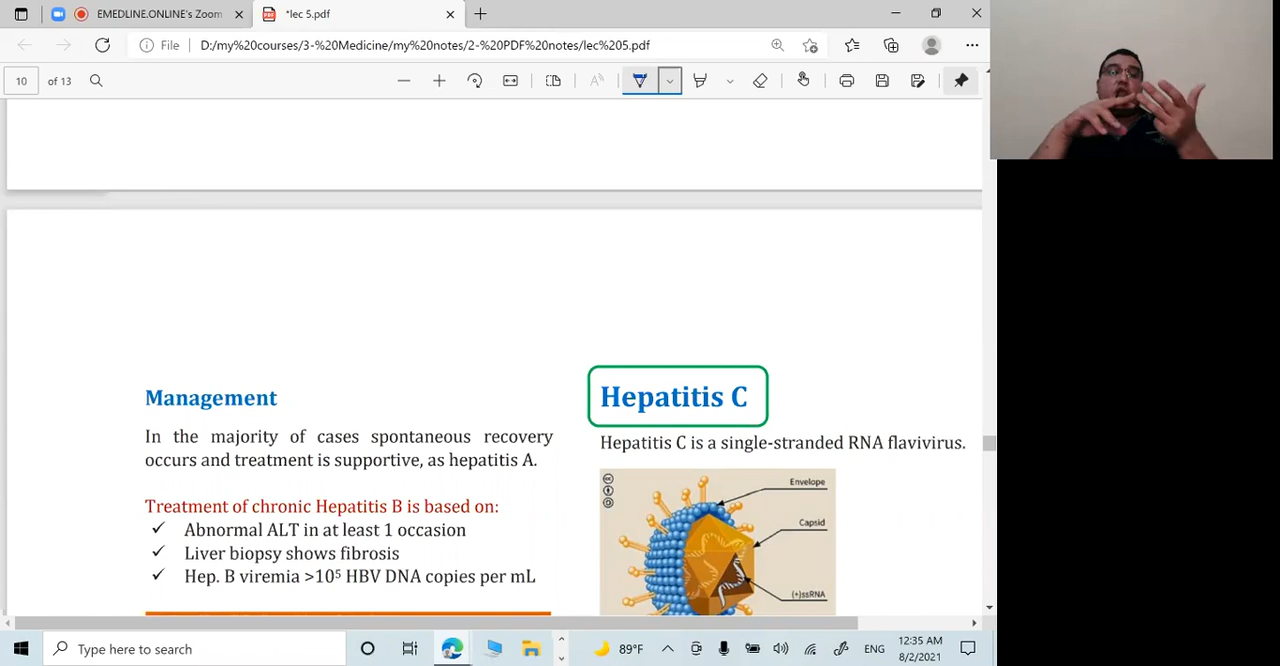 EMEDLINE.ONLINE's Zoom
*lec 5.pdf
File
D:/my%20courses/3-%20Medicine/my%20notes/2-%20PDF%20notes/lec%205.pdf
10 of 13
Management
In the majority of cases spontaneous recovery
occurs and treatment is supportive, as hepatitis A.
Treatment of chronic Hepatitis B is based on:
✓ Abnormal ALT in at least 1 occasion
✓ Liver biopsy shows fibrosis
✓ Hep. B viremia >10⁵ HBV DNA copies per mL
Hepatitis C
Hepatitis C is a single-stranded RNA flavivirus.
Envelope
Capsid
(+)ssRNA
Type here to search
89°F
ENG
12:35 AM
8/2/2021